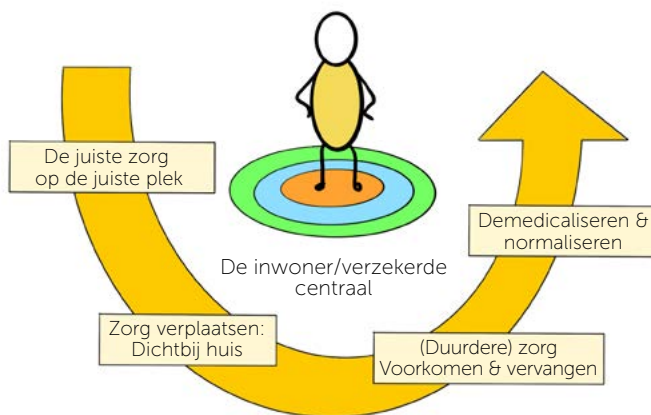 De juiste zorg
op de juiste plek
De inwoner/verzekerde
centraal
Zorg verplaatsen:
Dichtbij huis
(Duurdere) zorg
Voorkomen & vervangen
Demedicaliseren &
normaliseren